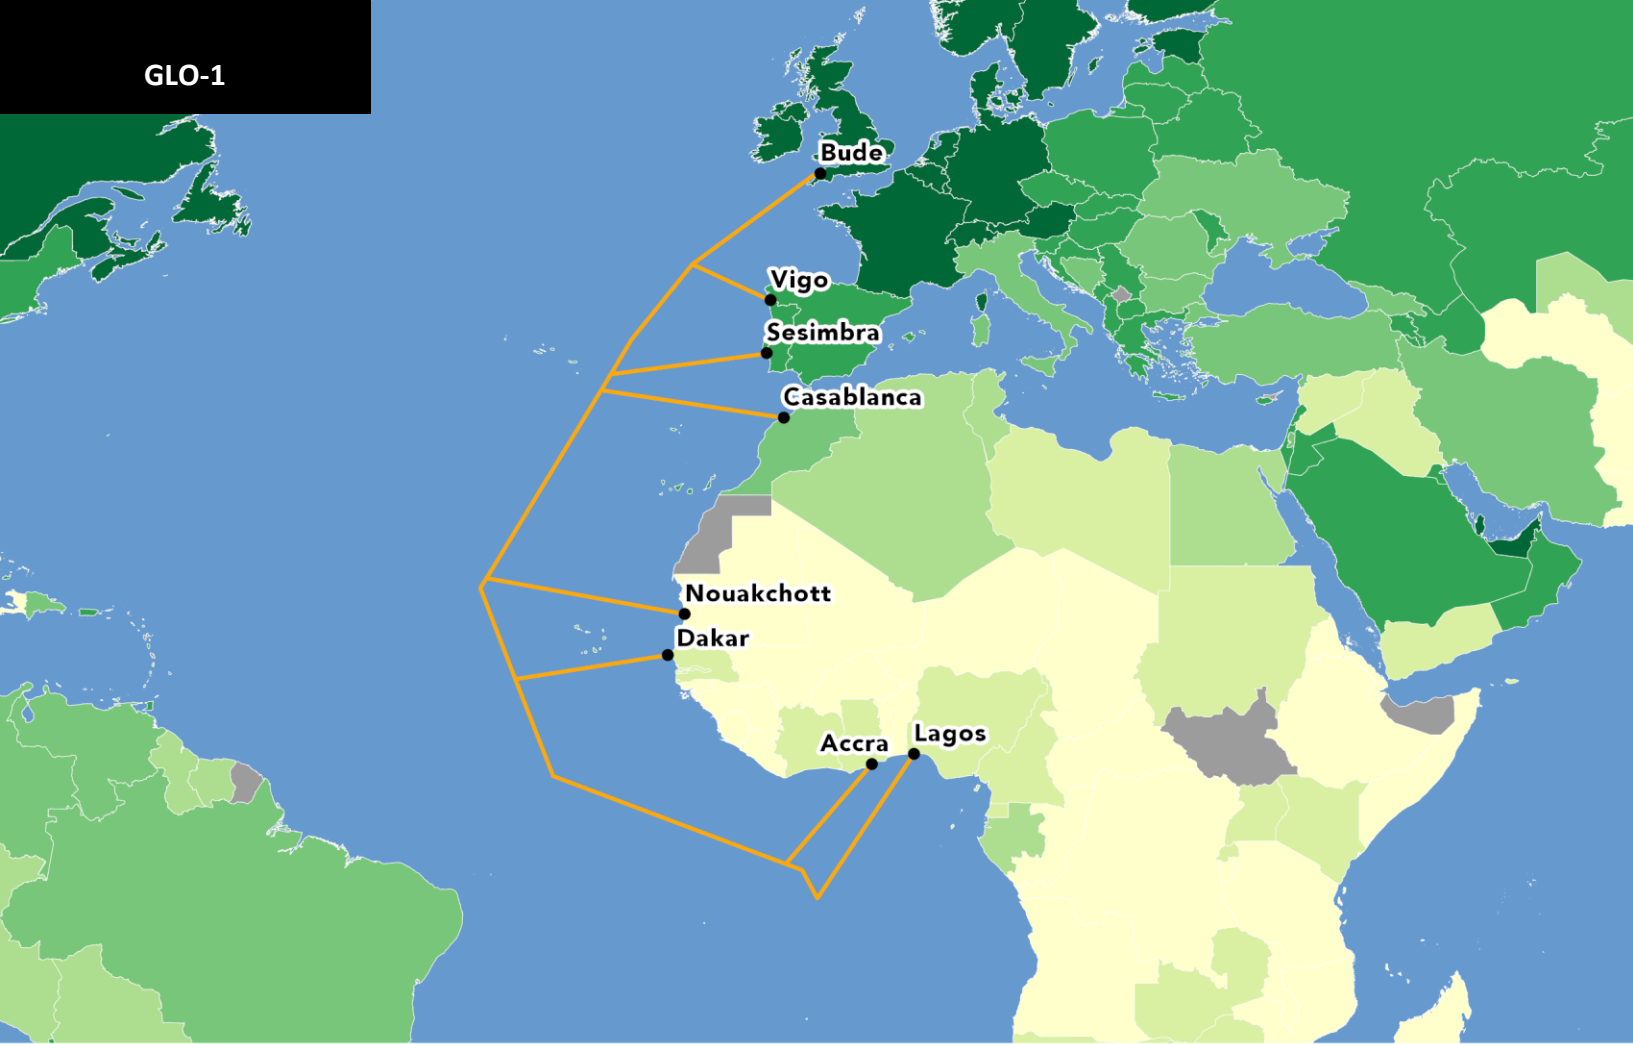 GLO-1
Bude
Vigo
Sesimbra
Casablanca
Nouakchott
Dakar
Accra
Lagos